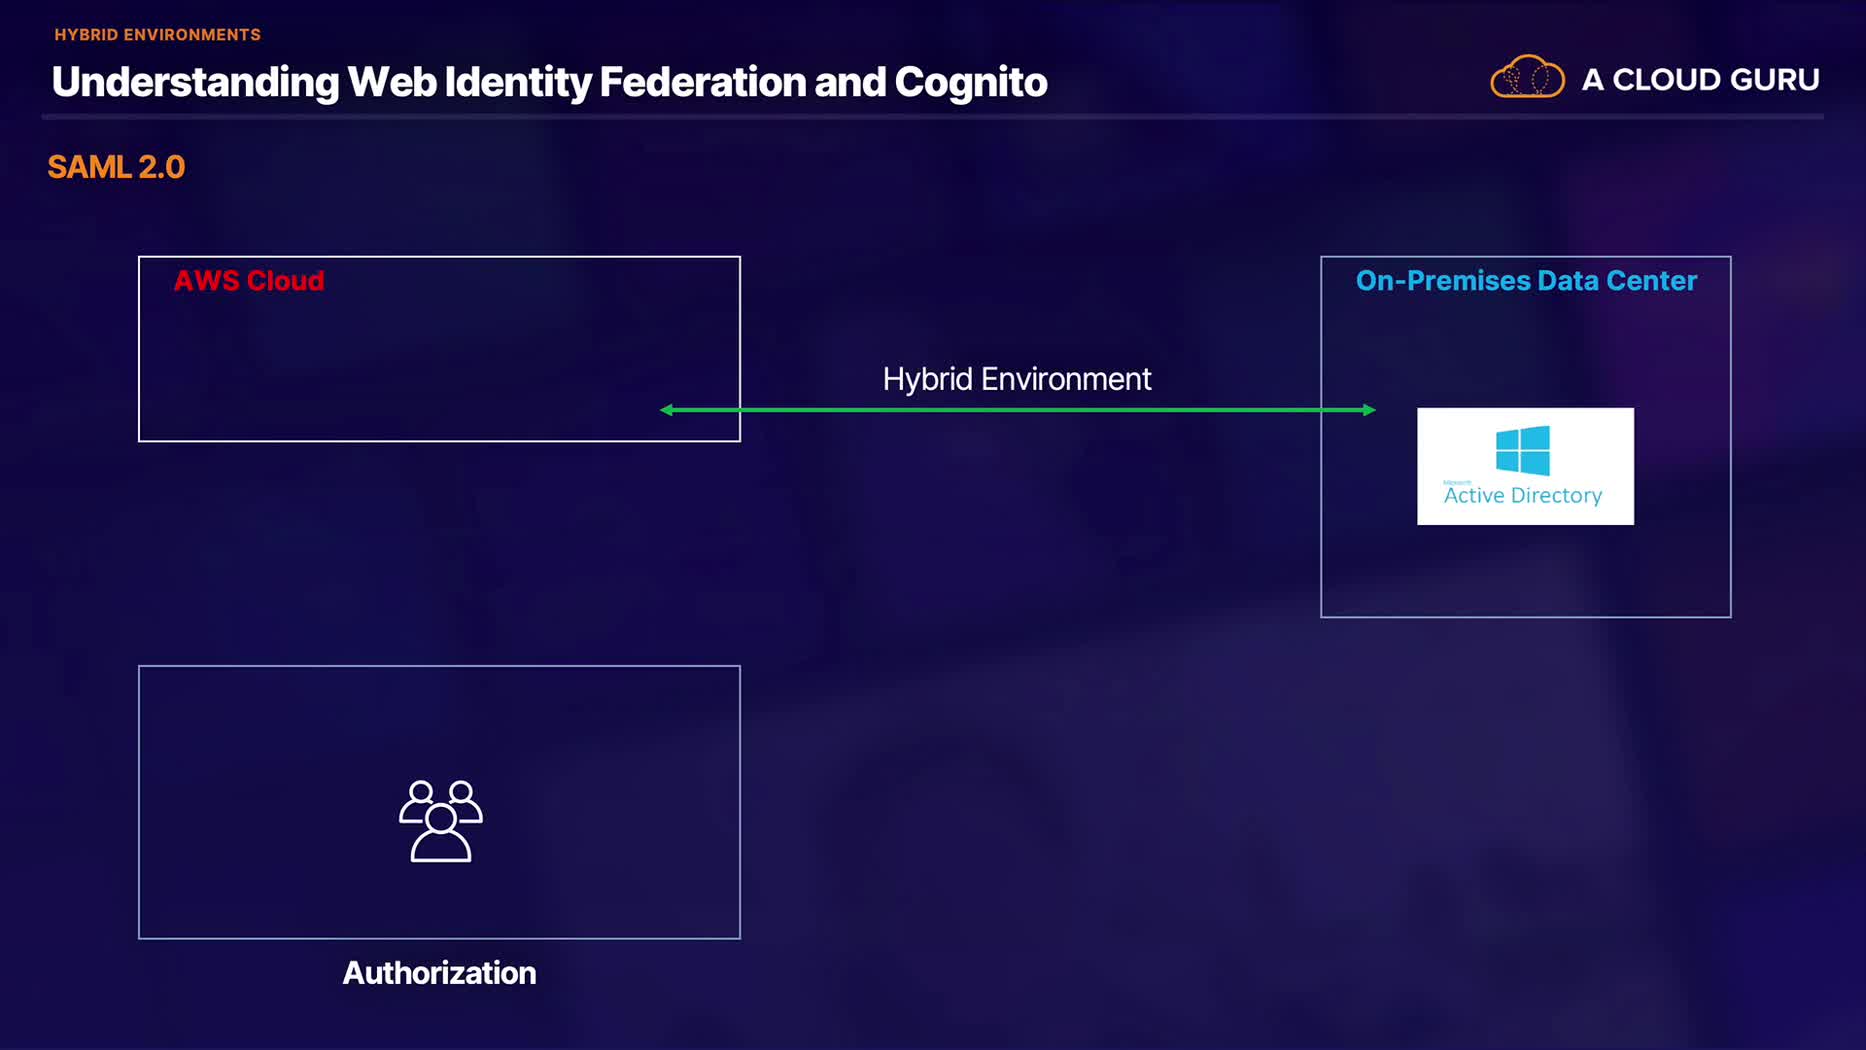 HYBRID ENVIRONMENTS
Understanding Web Identity Federation and Cognito
A CLOUD GURU
SAML 2.0
AWS Cloud
On-Premises Data Center
Hybrid Environment
Microsoft
Active Directory
Authorization